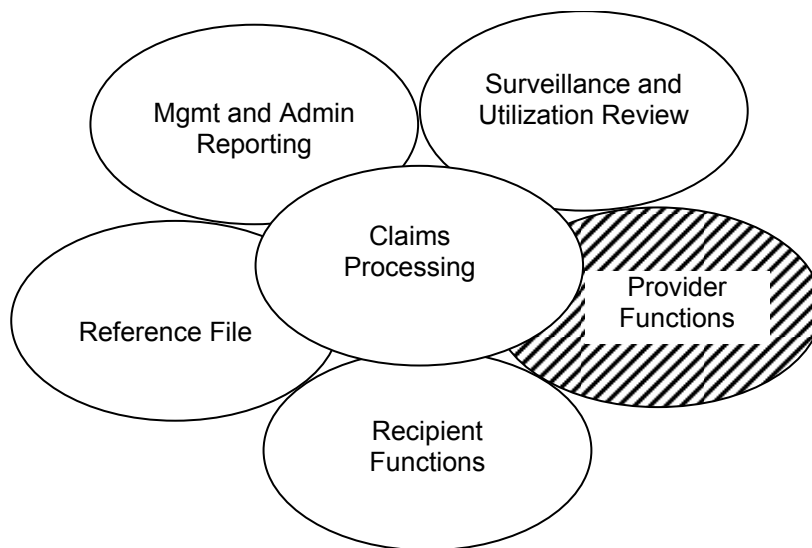 Mgmt and Admin
Reporting
Surveillance and
Utilization Review
Claims
Processing
Reference File
Provider
Functions
Recipient
Functions